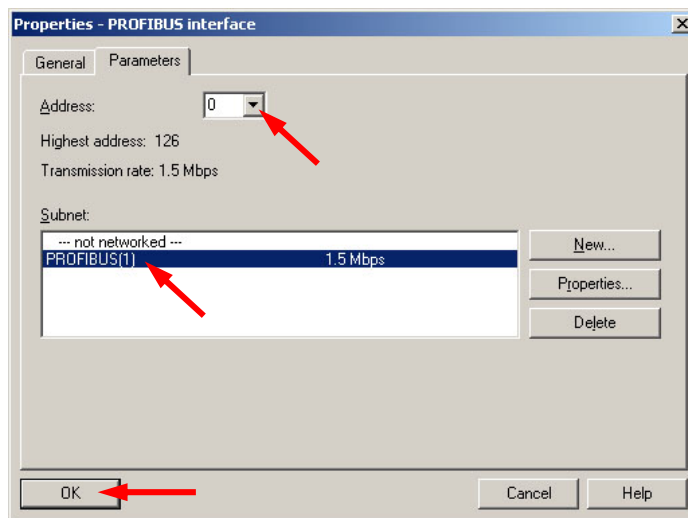 Properties - PROFIBUS interface
General Parameters
Address: 0
Highest address: 126
Transmission rate: 1.5 Mbps
Subnet:
--- not networked ---
PROFIBUS(1) 1.5 Mbps
New...
Properties...
Delete
OK Cancel Help